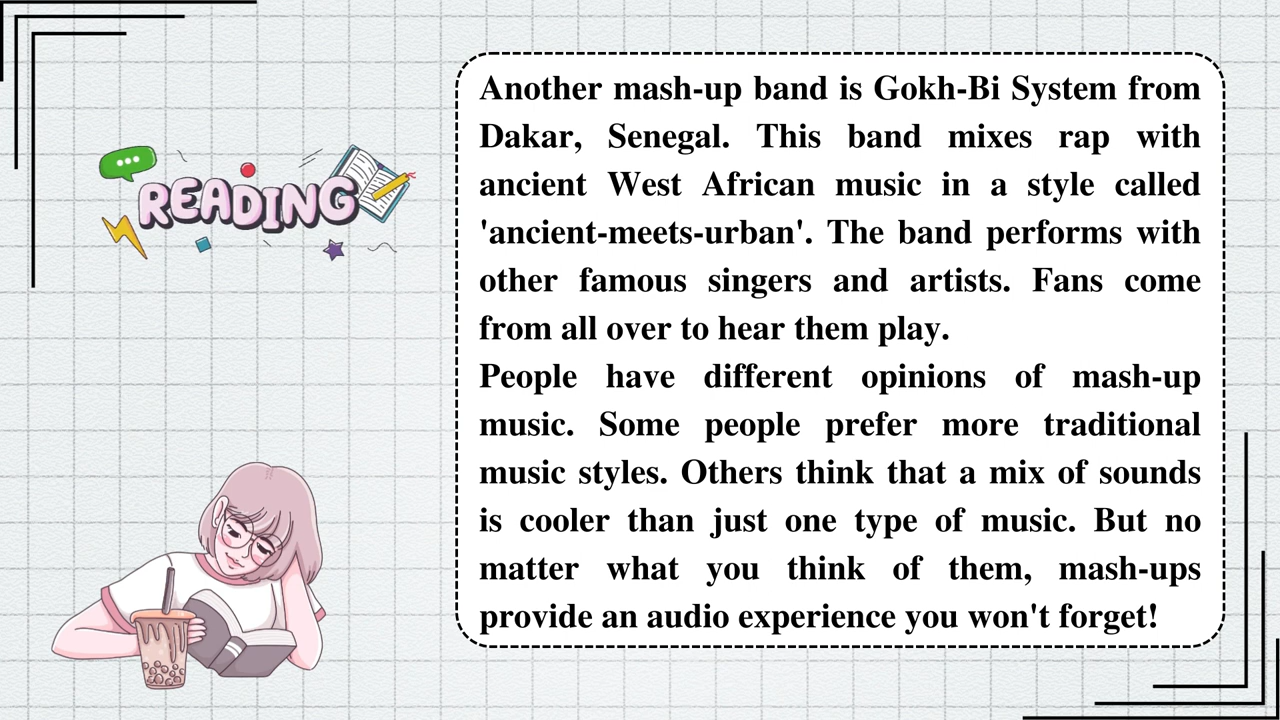 READING
Another mash-up band is Gokh-Bi System from
Dakar, Senegal. This band mixes rap with
ancient West African music in a style called
'ancient-meets-urban'. The band performs with
other famous singers and artists. Fans come
from all over to hear them play.
People have different opinions of mash-up
music. Some people prefer more traditional
music styles. Others think that a mix of sounds
is cooler than just one type of music. But no
matter what you think of them, mash-ups
provide an audio experience you won't forget!